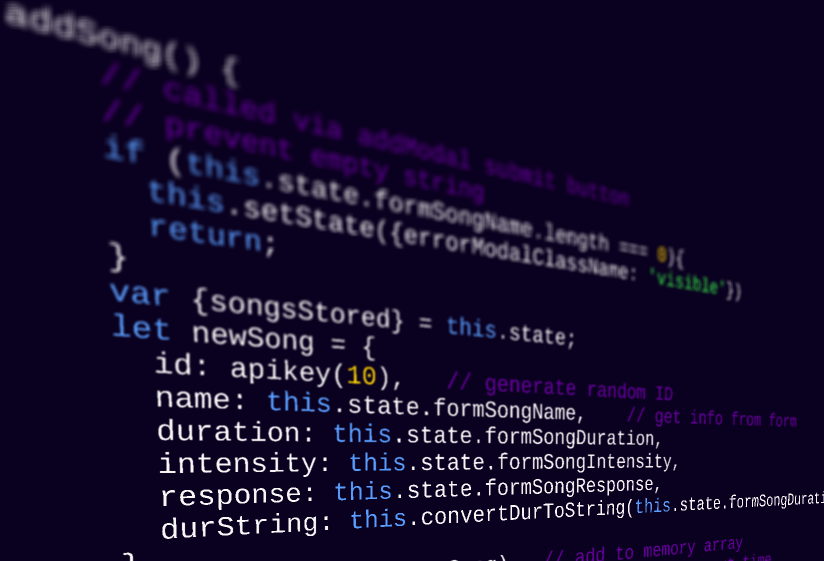 addSong() {
// called via addModal submit button
// prevent empty string
if (this.state.formSongName.length === 0){
this.setState({errorModalClassName: 'visible'})
return;
}
var {songsStored} = this.state;
let newSong = {
id: apikey(10), // generate random ID
name: this.state.formSongName, // get info from form
duration: this.state.formSongDuration,
intensity: this.state.formSongIntensity,
response: this.state.formSongResponse,
durString: this.convertDurToString(this.state.formSongDurati
} // add to memory array